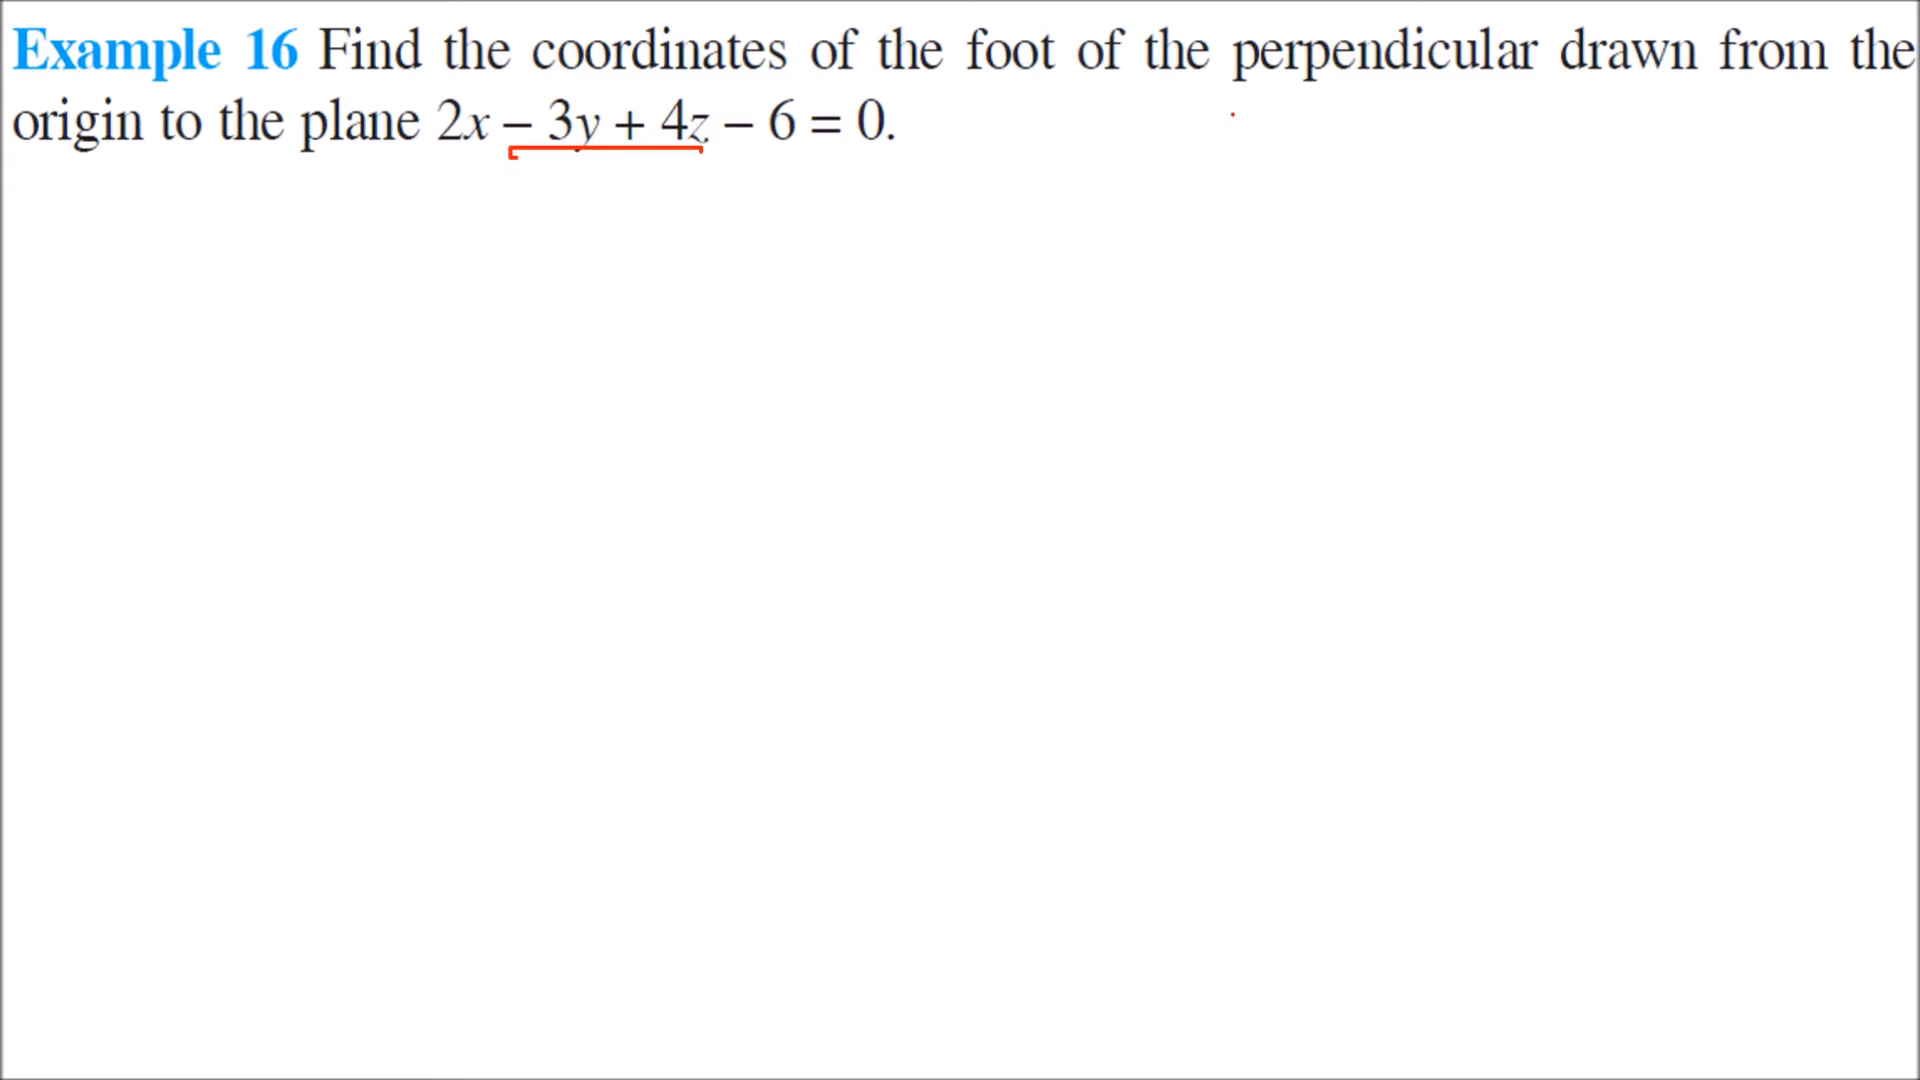 Example 16 Find the coordinates of the foot of the perpendicular drawn from the
origin to the plane 2x – 3y + 4z – 6 = 0.